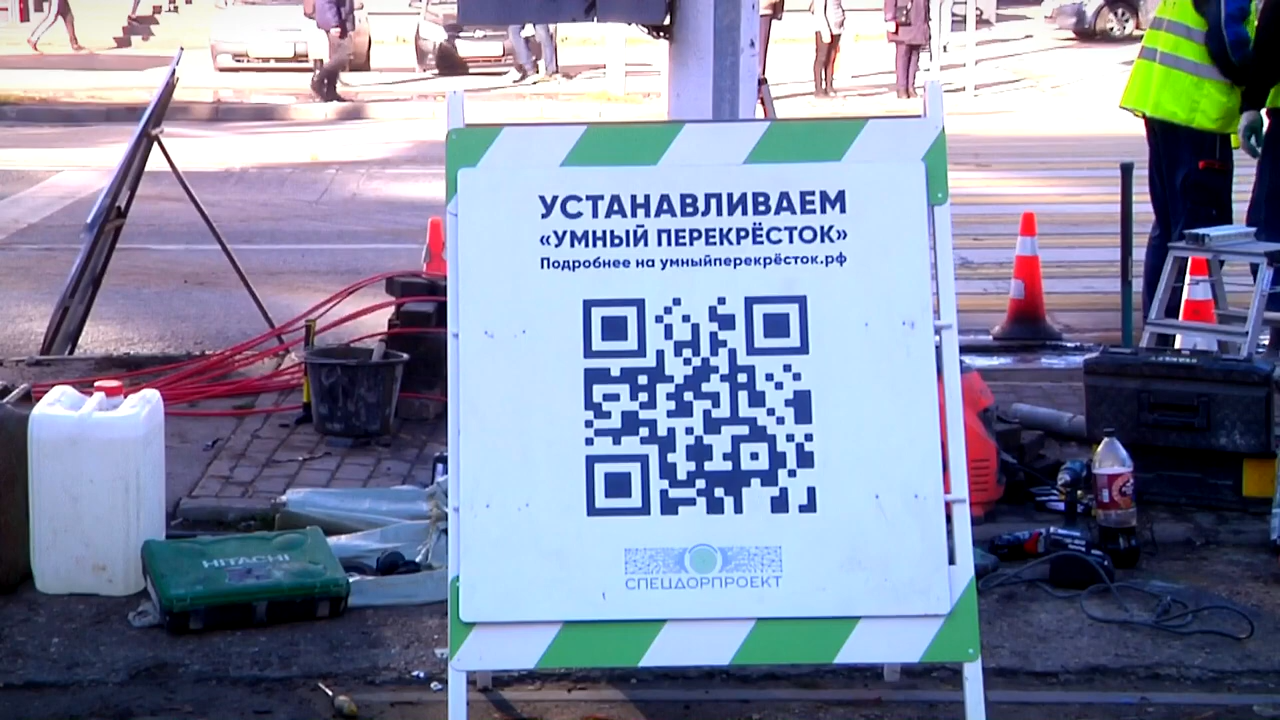 УСТАНАВЛИВАЕМ
«УМНЫЙ ПЕРЕКРЁСТОК»
Подробнее на умныйперекрёсток.рф
СПЕЦДОРПРОЕКТ
HITACHI